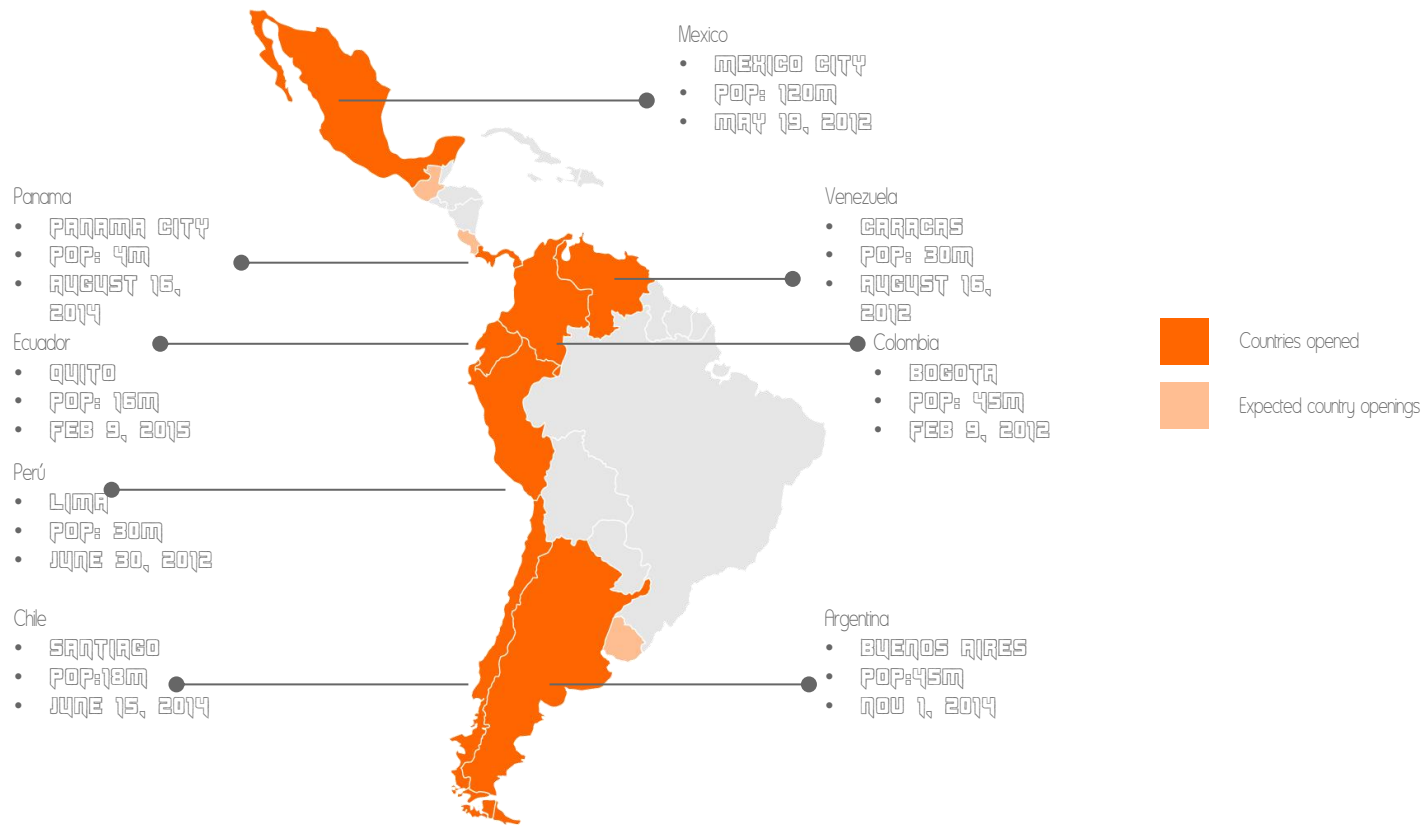 Mexico
• MEXICO CITY
• POP: 120M
• MAY 19, 2012
Panama
• PANAMA CITY
• POP: 4M
• AUGUST 16,
2014
Venezuela
• CARACAS
• POP: 30M
• AUGUST 16,
2012
Ecuador
• QUITO
• POP: 16M
• FEB 9, 2015
Colombia
• BOGOTA
• POP: 45M
• FEB 9, 2012
Countries opened
Expected country openings
Perú
• LIMA
• POP: 30M
• JUNE 30, 2012
Chile
• SANTIAGO
• POP:18M
• JUNE 15, 2014
Argentina
• BUENOS AIRES
• POP:45M
• NOV 1, 2014